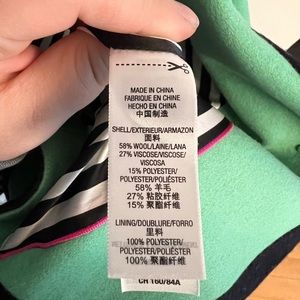 MADE IN CHINA
FABRIQUE EN CHINE
HECHO EN CHINA
中国制造
SHELL/EXTERIEUR/ARMAZON
面料
58% WOOL/LAINE/LANA
27% VISCOSE/VISCOSE/
VISCOSA
15% POLYESTER/
POLYESTER/POLIÉSTER
58% 羊毛
27% 粘胶纤维
15% 聚酯纤维
LINING/DOUBLURE/FORRO
里料
100% POLYESTER/
POLYESTER/POLIÉSTER
100% 聚酯纤维
CH 160/84A